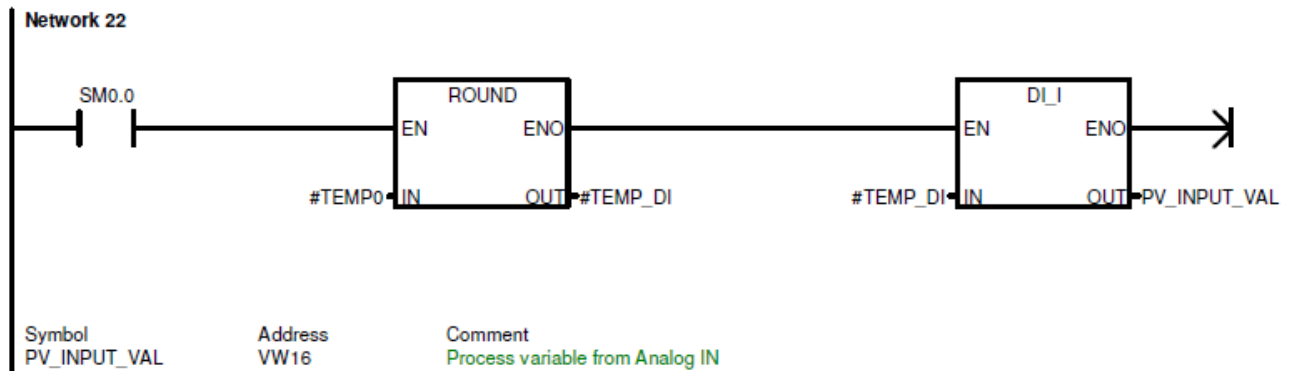 Network 22
SM0.0
ROUND
DI_I
EN ENO
EN ENO
#TEMP0 IN OUT #TEMP_DI
#TEMP_DI IN OUT PV_INPUT_VAL
Symbol Address Comment
PV_INPUT_VAL VW16 Process variable from Analog IN